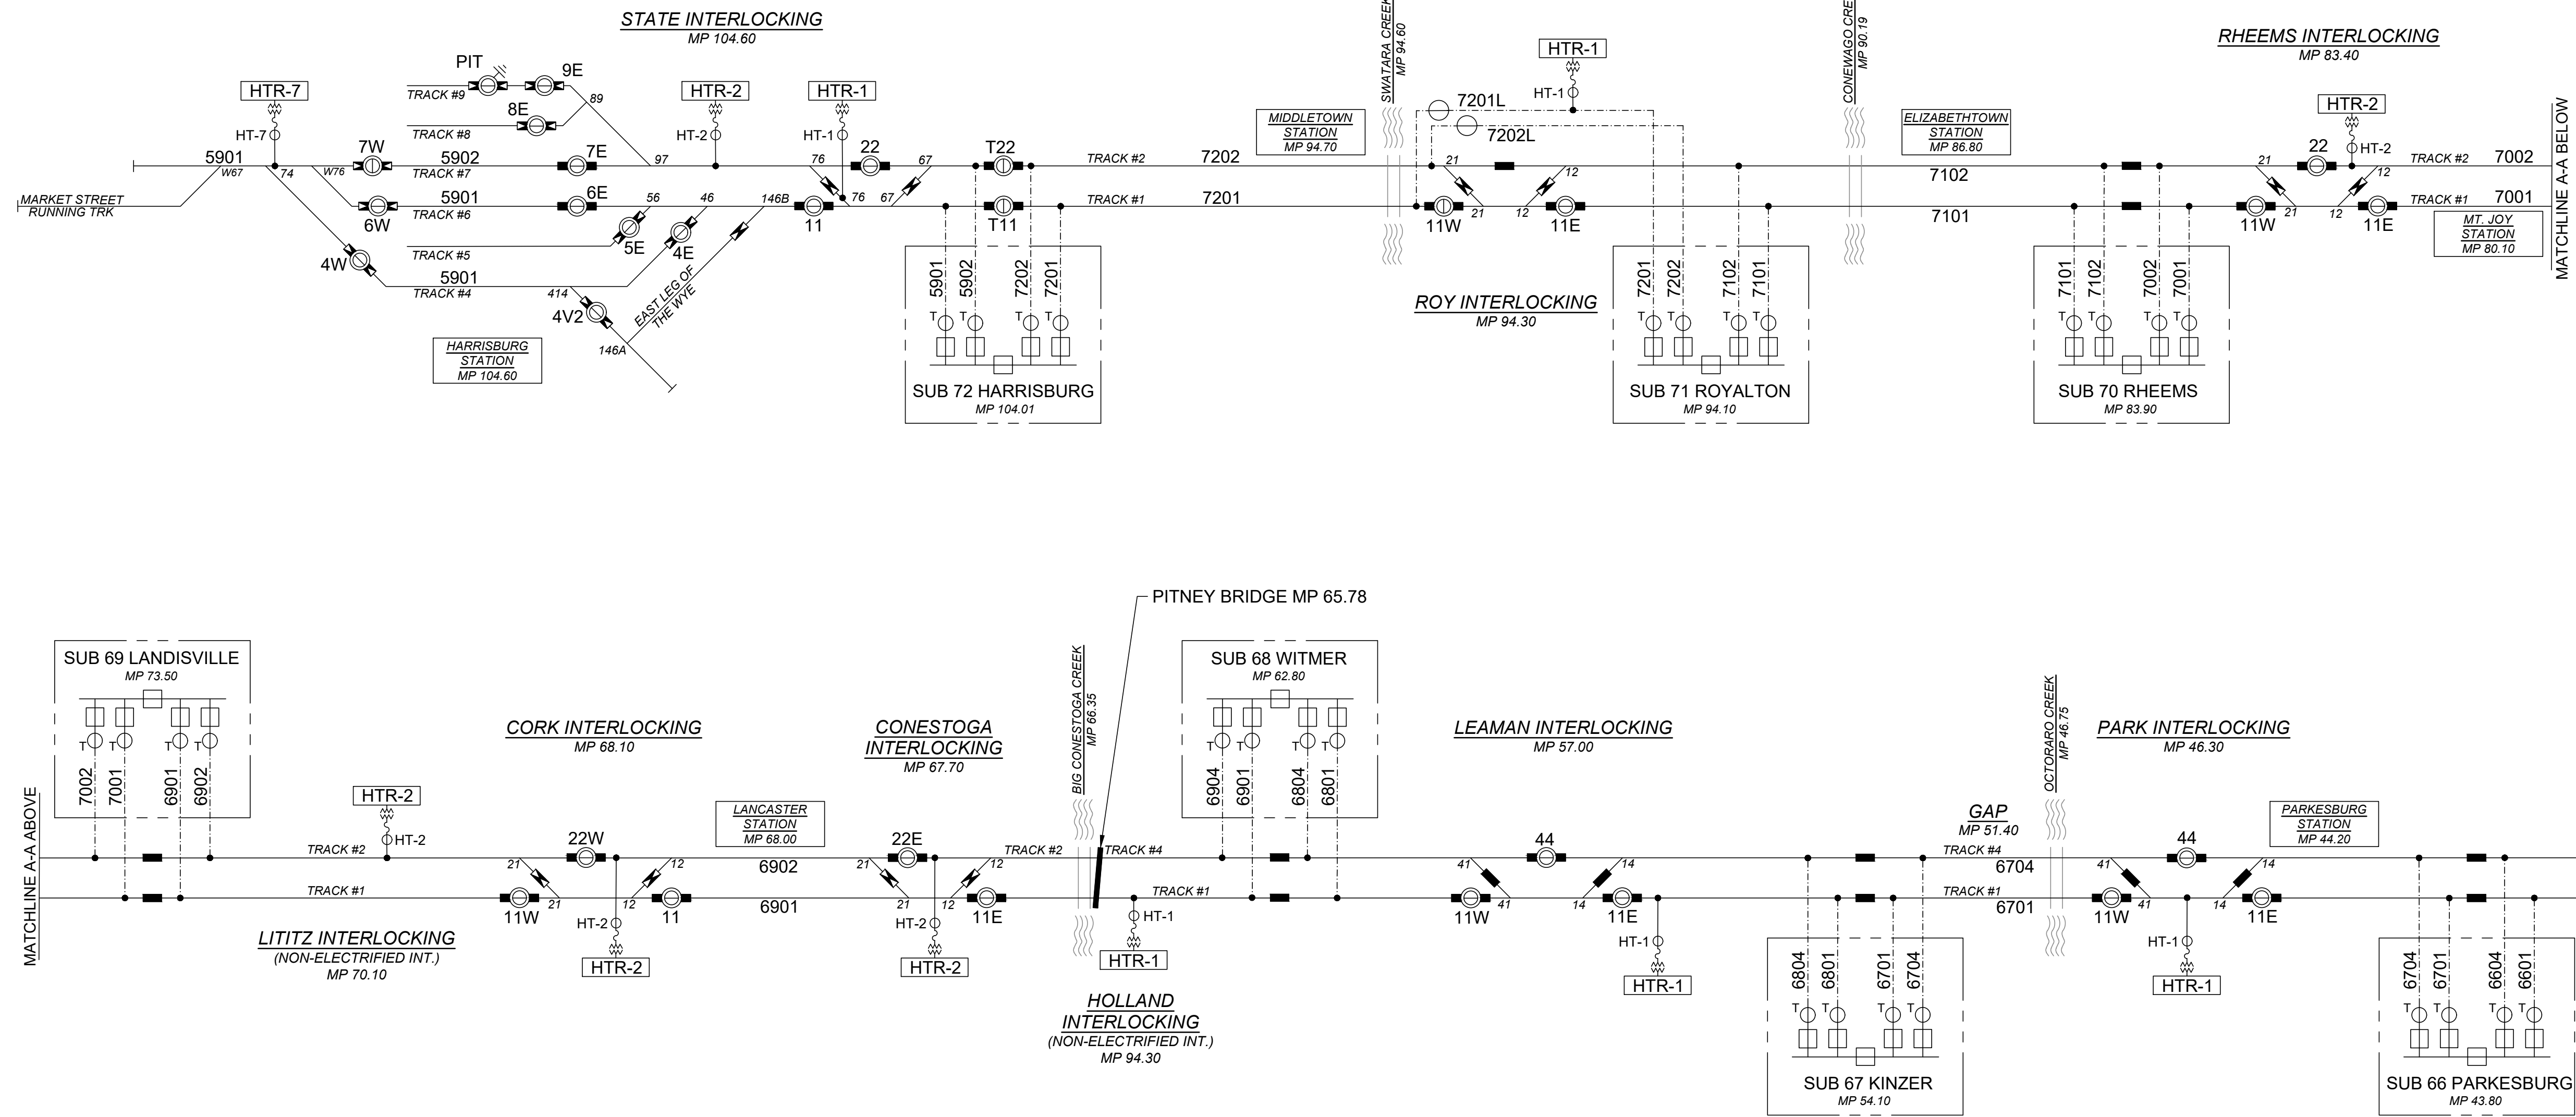 STATE INTERLOCKING
MP 104.60
PIT
9E
TRACK #9
89
8E
TRACK #8
HTR-7
HT-7
HTR-2
HT-2
HTR-1
HT-1
5901
W67
74
W76
7W
5902
TRACK #7
7E
97
76
22
67
T22
TRACK #2
7202
MARKET STREET
RUNNING TRK
6W
5901
TRACK #6
6E
56
46
146B
11
76
67
T11
TRACK #1
7201
5E
TRACK #5
4E
4W
5901
TRACK #4
414
4V2
146A
EAST LEG OF
THE WYE
HARRISBURG
STATION
MP 104.60
5901
5902
7202
7201
T
T
T
T
SUB 72 HARRISBURG
MP 104.01
MIDDLETOWN
STATION
MP 94.70
SWATARA CREEK
MP 94.60
7201L
7202L
HTR-1
HT-1
21
12
11W
21
12
11E
ROY INTERLOCKING
MP 94.30
7201
7202
7102
7101
T
T
T
T
SUB 71 ROYALTON
MP 94.10
MP 90.19
ELIZABETHTOWN
STATION
MP 86.80
7102
7101
RHEEMS INTERLOCKING
MP 83.40
HTR-2
HT-2
21
22
12
TRACK #2
7002
11W
21
12
11E
TRACK #1
7001
MT. JOY
STATION
MP 80.10
MATCHLINE A-A BELOW
7101
7102
7002
7001
T
T
T
T
SUB 70 RHEEMS
MP 83.90
SUB 69 LANDISVILLE
MP 73.50
T
T
T
T
7002
7001
6901
6902
MATCHLINE A-A ABOVE
TRACK #2
TRACK #1
HTR-2
HT-2
LITITZ INTERLOCKING
(NON-ELECTRIFIED INT.)
MP 70.10
CORK INTERLOCKING
MP 68.10
21
22W
12
11W
21
12
11
HT-2
HTR-2
LANCASTER
STATION
MP 68.00
6902
6901
CONESTOGA
INTERLOCKING
MP 67.70
21
22E
12
TRACK #2
21
12
11E
HT-2
HTR-2
BIG CONESTOGA CREEK
MP 66.35
PITNEY BRIDGE MP 65.78
TRACK #4
TRACK #1
HT-1
HTR-1
HOLLAND
INTERLOCKING
(NON-ELECTRIFIED INT.)
MP 94.30
SUB 68 WITMER
MP 62.80
T
T
T
T
6904
6901
6804
6801
LEAMAN INTERLOCKING
MP 57.00
41
44
14
11W
41
14
11E
HT-1
HTR-1
6804
6801
6701
6704
T
T
T
T
SUB 67 KINZER
MP 54.10
GAP
MP 51.40
TRACK #4
6704
TRACK #1
6701
OCTORARO CREEK
MP 46.75
PARK INTERLOCKING
MP 46.30
41
44
14
11W
41
14
11E
HT-1
HTR-1
PARKESBURG
STATION
MP 44.20
6704
6701
6604
6601
T
T
T
T
SUB 66 PARKESBURG
MP 43.80